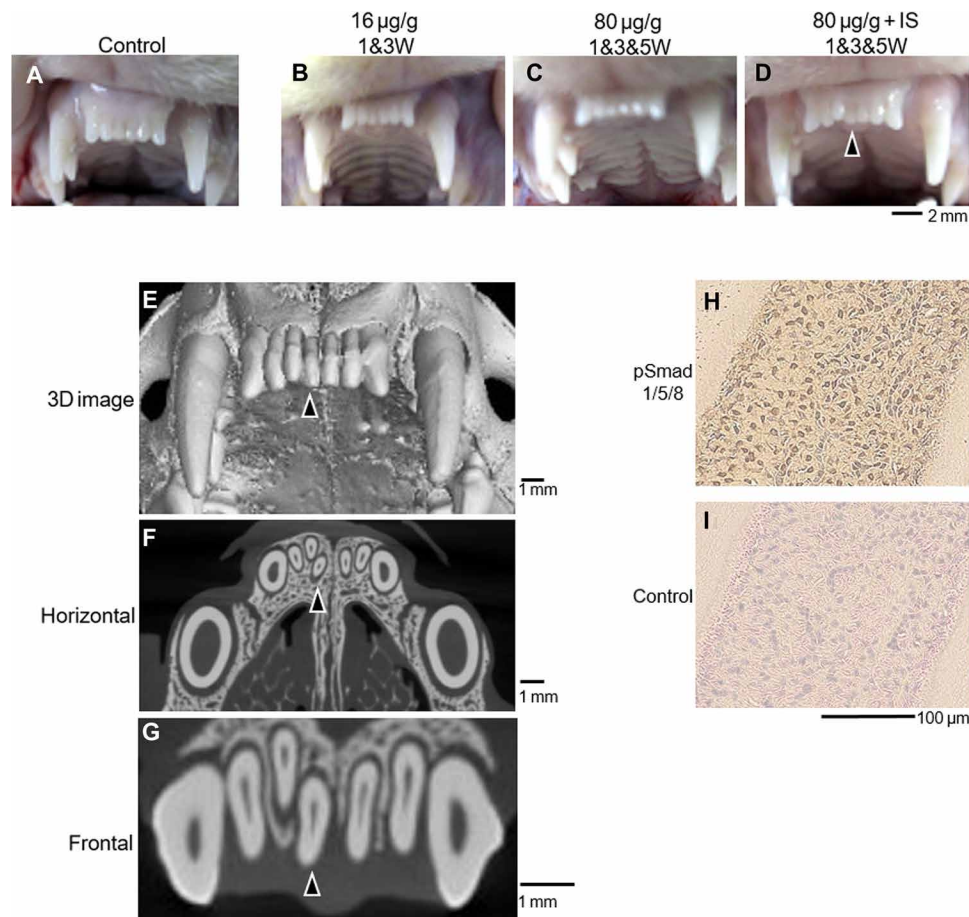 Control
16 µg/g
1&3W
80 µg/g
1&3&5W
80 µg/g + IS
1&3&5W
A
B
C
D
2 mm
E
3D image
1 mm
F
Horizontal
1 mm
G
Frontal
1 mm
H
pSmad
1/5/8
I
Control
100 µm